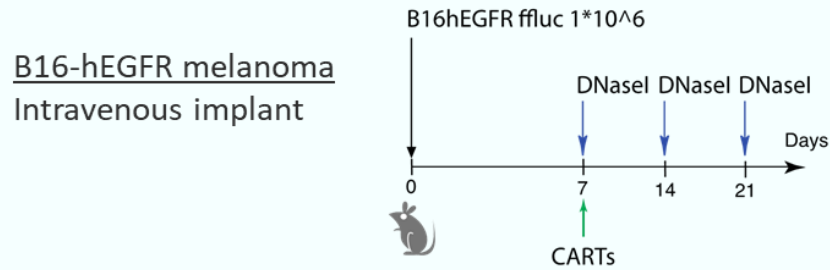 B16hEGFR ffluc 1*10^6
B16-hEGFR melanoma
Intravenous implant
DNaseI DNaseI DNaseI
Days
0 7 14 21
CARTs